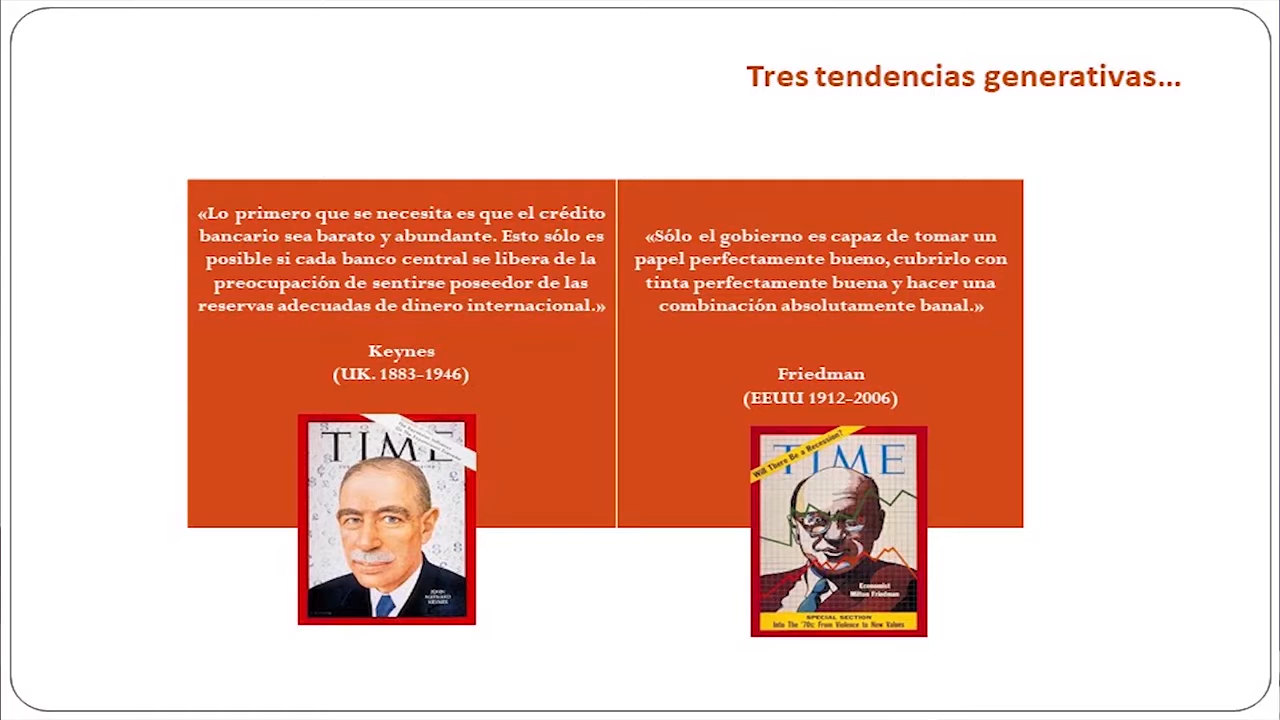 Tres tendencias generativas...
«Lo primero que se necesita es que el crédito
bancario sea barato y abundante. Esto sólo es
posible si cada banco central se libera de la
preocupación de sentirse poseedor de las
reservas adecuadas de dinero internacional.»
Keynes
(UK. 1883-1946)
TIME
JOHN
MAYNARD
KEYNES
«Sólo el gobierno es capaz de tomar un
papel perfectamente bueno, cubrirlo con
tinta perfectamente buena y hacer una
combinación absolutamente banal.»
Friedman
(EEUU 1912-2006)
Will There Be a Recession?
TIME
Economist
Milton Friedman
SPECIAL SECTION
Into The '70s: From Violence to New Values